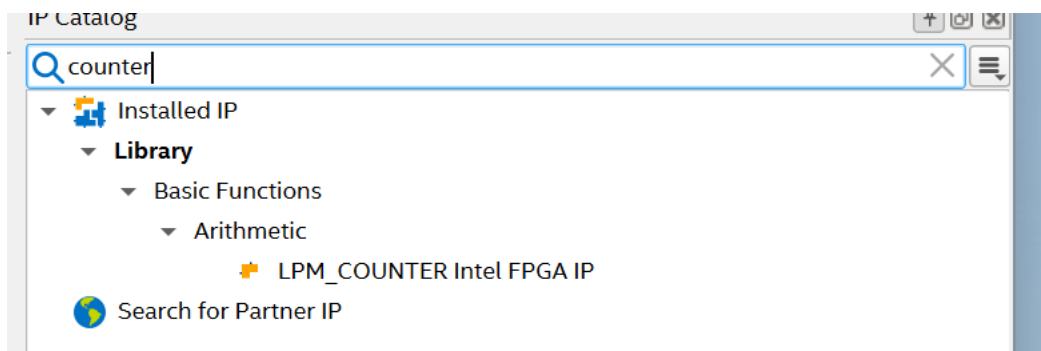 IP Catalog
counter
Installed IP
Library
Basic Functions
Arithmetic
LPM_COUNTER Intel FPGA IP
Search for Partner IP